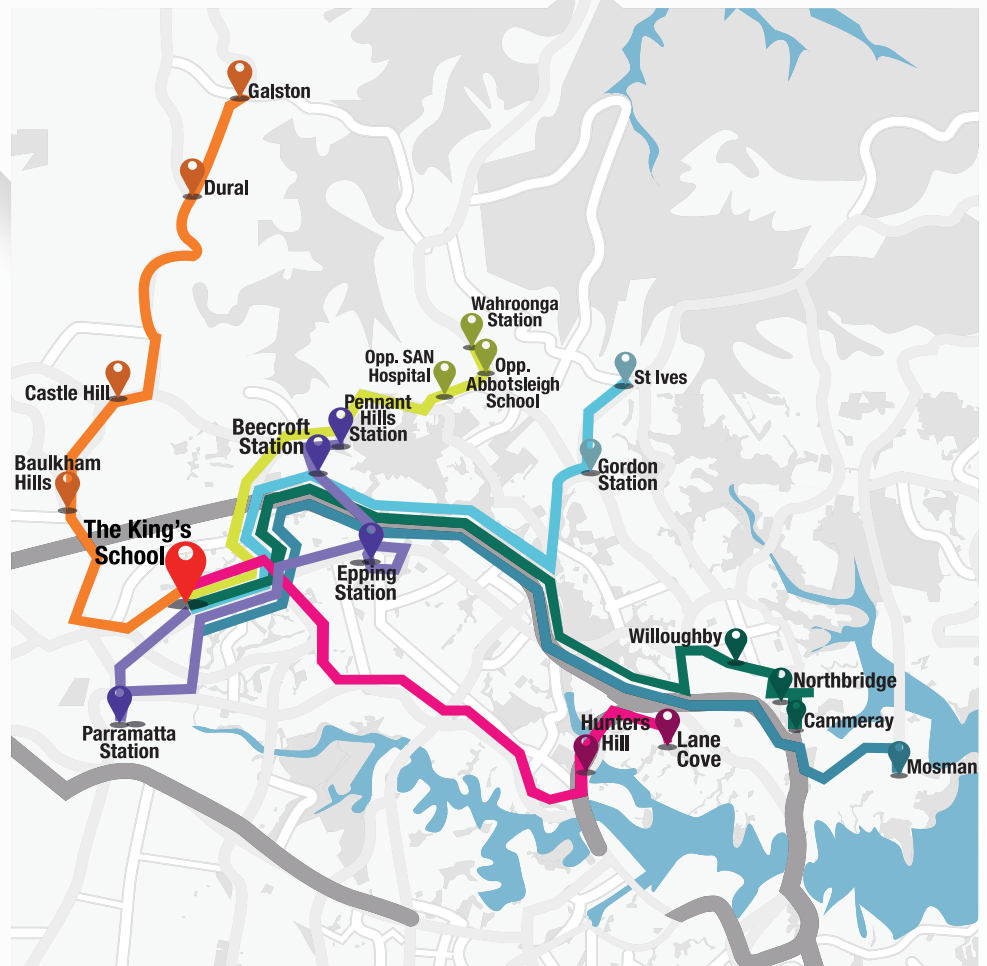 Galston
Dural
Wahroonga
Station
Opp. SAN
Hospital
Opp.
Abbotsleigh
School
St Ives
Castle Hill
Pennant
Hills
Station
Beecroft
Station
Baulkham
Hills
Gordon
Station
The King's
School
Epping
Station
Willoughby
Northbridge
Cammeray
Parramatta
Station
Hunters
Hill
Lane
Cove
Mosman